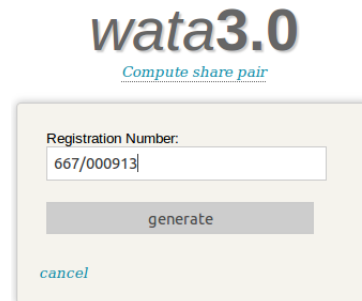 wata3.0
Compute share pair
Registration Number:
667/000913
generate
cancel